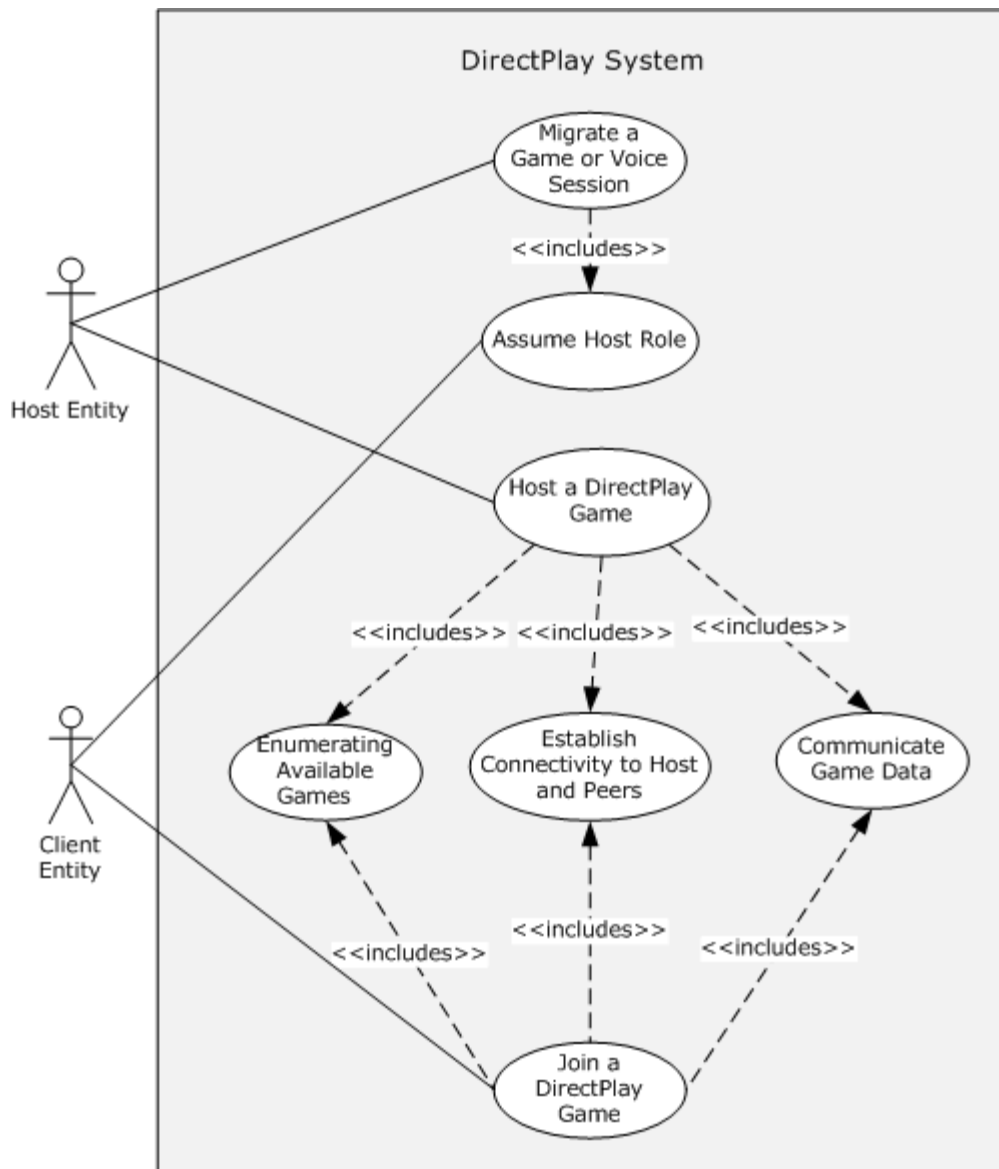 DirectPlay System
Migrate a
Game or Voice
Session
<<includes>>
Assume Host Role
Host Entity
Host a DirectPlay
Game
<<includes>>
<<includes>>
<<includes>>
Enumerating
Available
Games
Establish
Connectivity to Host
and Peers
Communicate
Game Data
Client
Entity
<<includes>>
<<includes>>
<<includes>>
Join a
DirectPlay
Game